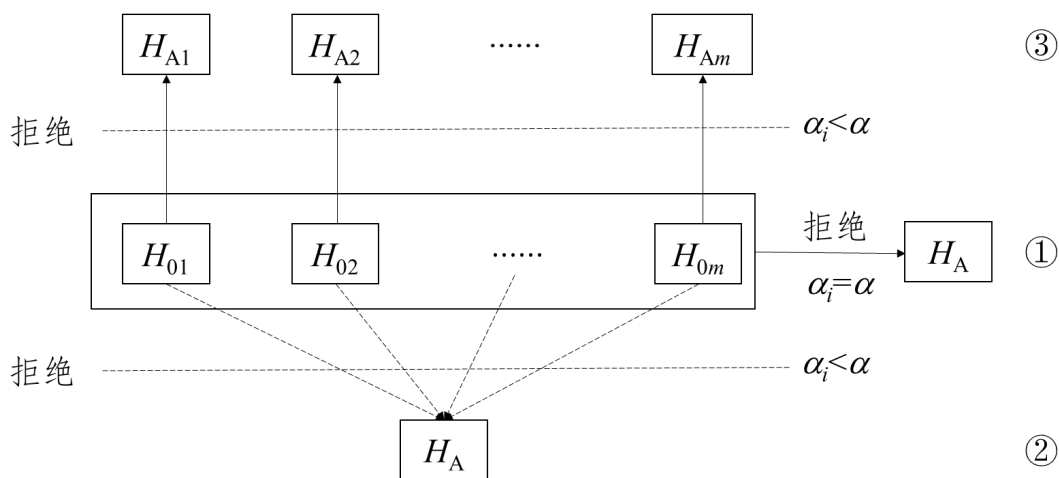 H_A1 H_A2 …… H_Am ③
拒绝 α_i<α
H_01 H_02 …… H_0m 拒绝 H_A ①
α_i=α
拒绝 α_i<α
H_A ②